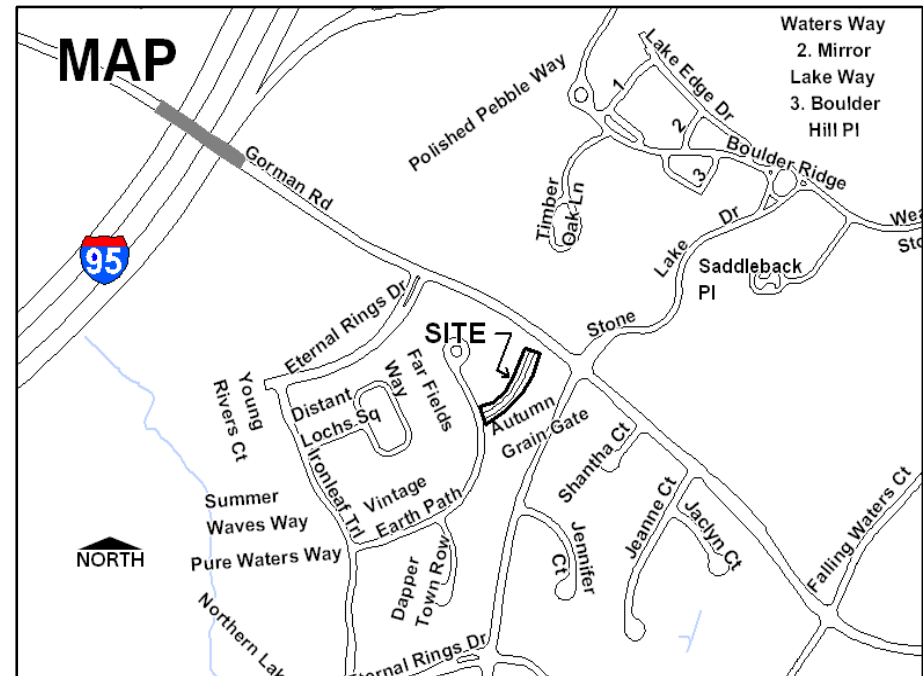 MAP
Waters Way
2. Mirror
Lake Way
3. Boulder
Hill Pl
Lake Edge Dr
1
2
3
Polished Pebble Way
Boulder Ridge
Gorman Rd
Timber
Oak Ln
Wea
Sto
95
Saddleback
Pl
Stone Lake Dr
Eternal Rings Dr
SITE
Far Fields
Way
Young
Rivers Ct
Distant
Lochs Sq
Autumn
Grain Gate
Shantha Ct
Ironleaf Trl
Vintage
Earth Path
Summer
Waves Way
Jeanne Ct
Jaclyn Ct
Falling Waters Ct
NORTH
Pure Waters Way
Dapper
Town Row
Jennifer
Ct
Northern Lake
Eternal Rings Dr